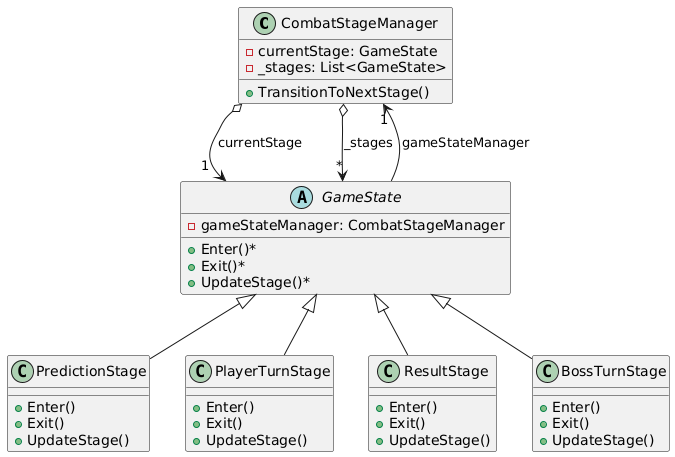 C CombatStageManager
currentStage: GameState
_stages: List<GameState>
TransitionToNextStage()
currentStage
_stages
gameStateManager
1
*
1
A GameState
gameStateManager: CombatStageManager
Enter()*
Exit()*
UpdateStage()*
C PredictionStage
Enter()
Exit()
UpdateStage()
C PlayerTurnStage
Enter()
Exit()
UpdateStage()
C ResultStage
Enter()
Exit()
UpdateStage()
C BossTurnStage
Enter()
Exit()
UpdateStage()